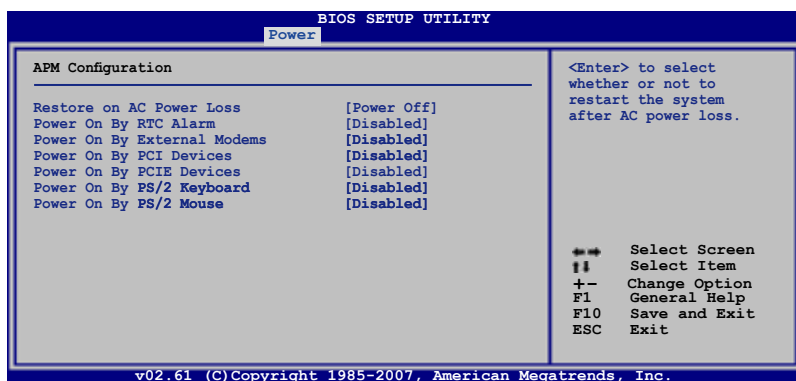 BIOS SETUP UTILITY
Power
APM Configuration
Restore on AC Power Loss [Power Off]
Power On By RTC Alarm [Disabled]
Power On By External Modems [Disabled]
Power On By PCI Devices [Disabled]
Power On By PCIE Devices [Disabled]
Power On By PS/2 Keyboard [Disabled]
Power On By PS/2 Mouse [Disabled]
<Enter> to select
whether or not to
restart the system
after AC power loss.
←→ Select Screen
↑↓ Select Item
+- Change Option
F1 General Help
F10 Save and Exit
ESC Exit
v02.61 (C)Copyright 1985-2007, American Megatrends, Inc.